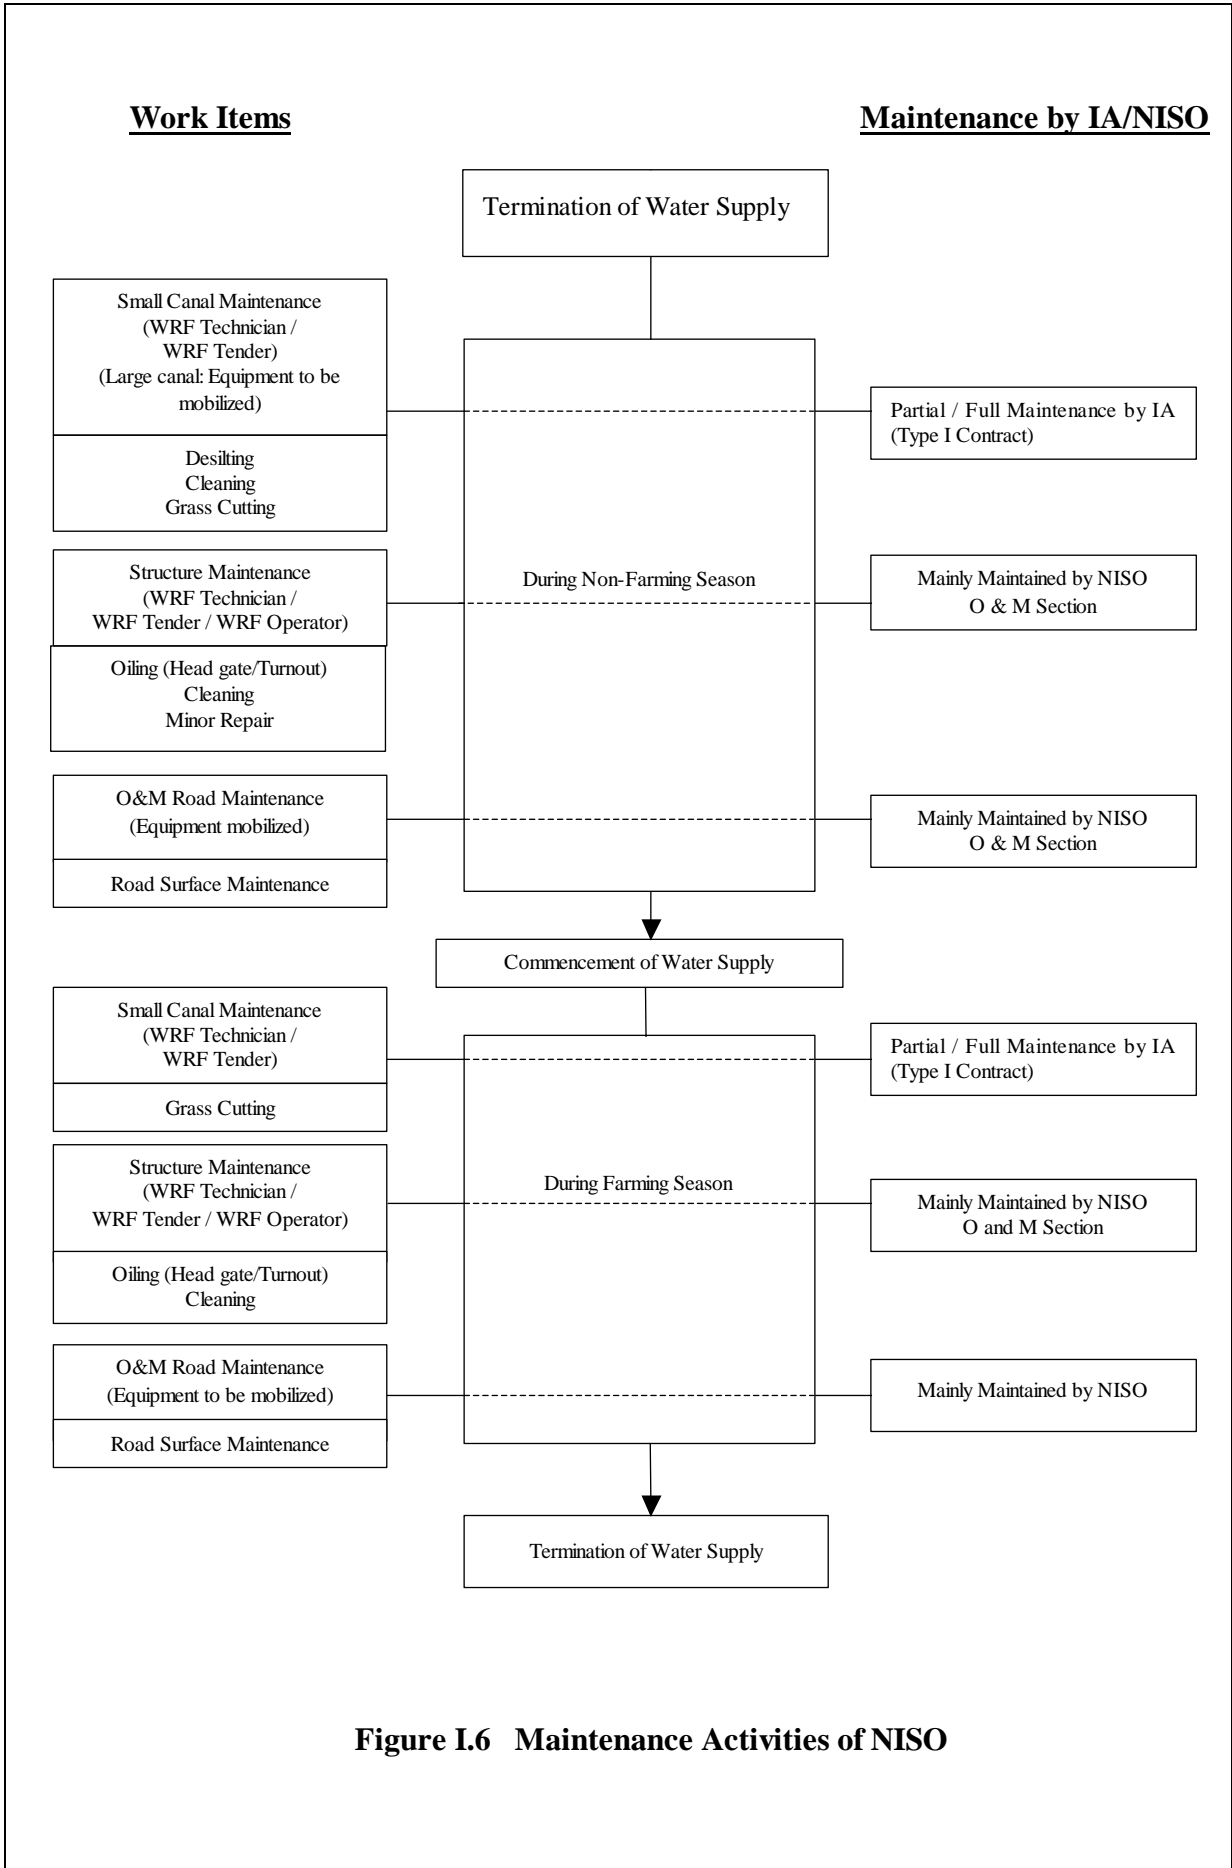 Work Items
Maintenance by IA/NISO
Termination of Water Supply
Small Canal Maintenance
(WRF Technician /
WRF Tender)
(Large canal: Equipment to be
mobilized)
Partial / Full Maintenance by IA
(Type I Contract)
Desilting
Cleaning
Grass Cutting
Structure Maintenance
(WRF Technician /
WRF Tender / WRF Operator)
During Non-Farming Season
Mainly Maintained by NISO
O & M Section
Oiling (Head gate/Turnout)
Cleaning
Minor Repair
O&M Road Maintenance
(Equipment mobilized)
Mainly Maintained by NISO
O & M Section
Road Surface Maintenance
Commencement of Water Supply
Small Canal Maintenance
(WRF Technician /
WRF Tender)
Partial / Full Maintenance by IA
(Type I Contract)
Grass Cutting
Structure Maintenance
(WRF Technician /
WRF Tender / WRF Operator)
During Farming Season
Mainly Maintained by NISO
O and M Section
Oiling (Head gate/Turnout)
Cleaning
O&M Road Maintenance
(Equipment to be mobilized)
Mainly Maintained by NISO
Road Surface Maintenance
Termination of Water Supply
Figure I.6 Maintenance Activities of NISO